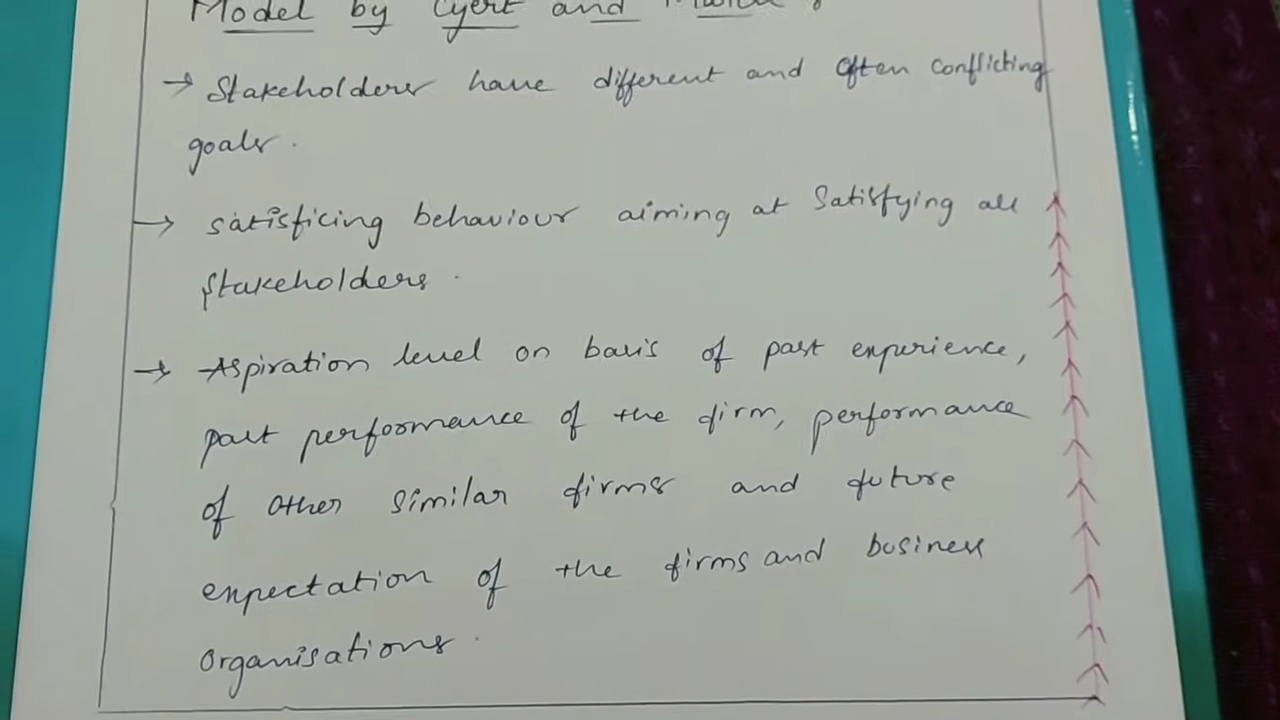 Model by Cyert and
→ Stakeholders have different and Often conflicting
goals.
→ satisficing behaviour aiming at Satisfying all
stakeholders.
→ Aspiration level on basis of past experience,
past performance of the firm, performance
of other similar firms and future
expectation of the firms and business
organisations.